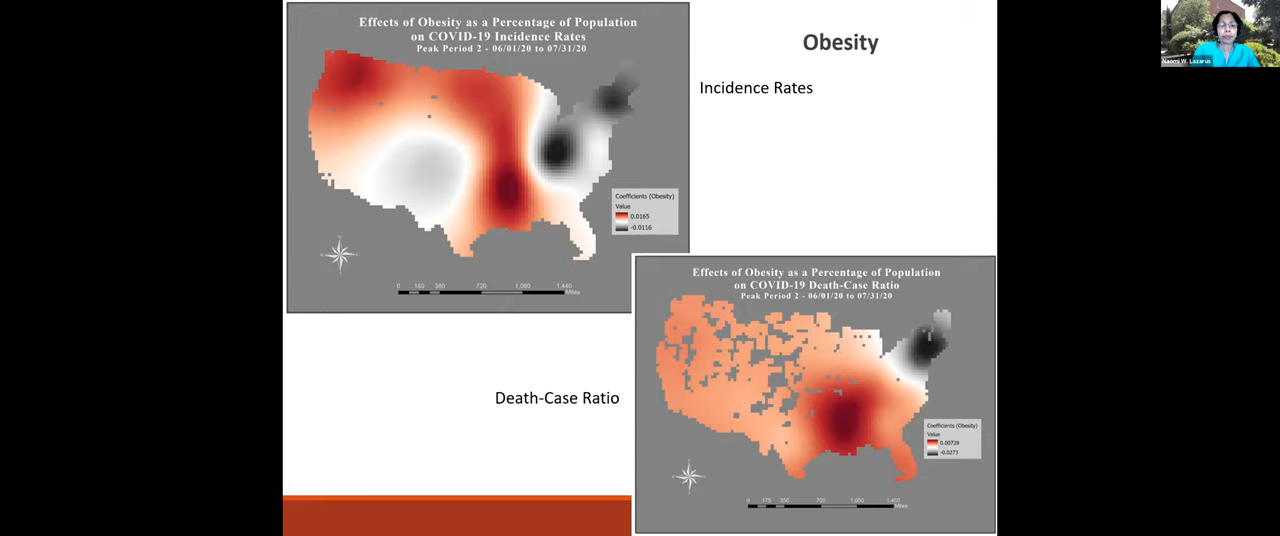 Effects of Obesity as a Percentage of Population
on COVID-19 Incidence Rates
Peak Period 2 - 06/01/20 to 07/31/20
Coefficients (Obesity)
Value
0.0165
-0.0116
0 180 360 720 1,080 1,440
Miles
Obesity
Incidence Rates
Naomi W. Lazarus
Death-Case Ratio
Effects of Obesity as a Percentage of Population
on COVID-19 Death-Case Ratio
Peak Period 2 - 06/01/20 to 07/31/20
Coefficients (Obesity)
Value
0.00739
-0.0273
0 175 350 700 1,050 1,400
Miles